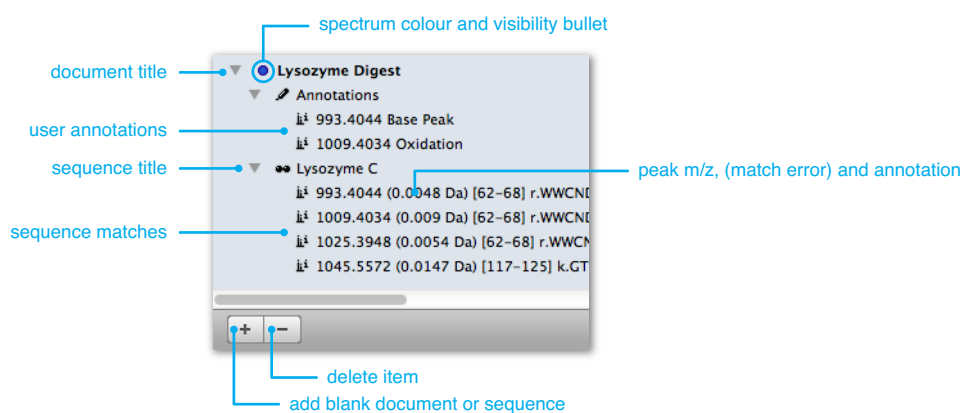 spectrum colour and visibility bullet
document title
Lysozyme Digest
Annotations
user annotations
993.4044 Base Peak
1009.4034 Oxidation
sequence title
Lysozyme C
peak m/z, (match error) and annotation
993.4044 (0.0048 Da) [62-68] r.WWCND
1009.4034 (0.009 Da) [62-68] r.WWCND
sequence matches
1025.3948 (0.0054 Da) [62-68] r.WWCN
1045.5572 (0.0147 Da) [117-125] k.GT
+ −
delete item
add blank document or sequence